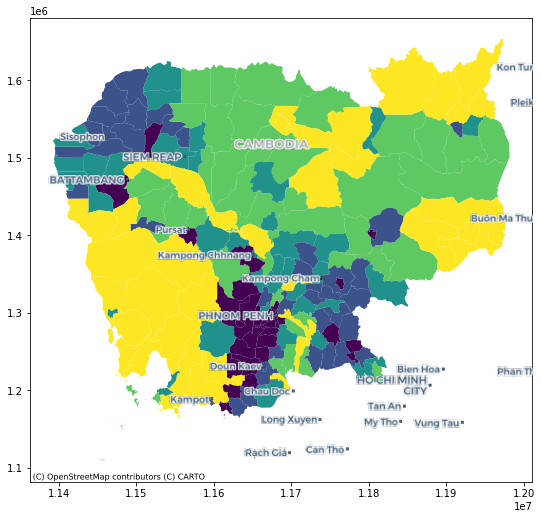 1e6
1.6
1.5
1.4
1.3
1.2
1.1
Kon Tur
Pleik
Sisophon
CAMBODIA
SIEM REAP
BATTAMBANG
Buôn Ma Thu
Pursat
Kampong Chhnang
Kampong Cham
PHNOM PENH
Doun Kaev
Bien Hoa
Phan Th
HO CHI MINH
CITY
Chau Doc
Kampot
Tan An
Long Xuyen
My Tho
Vung Tau
Rạch Giá
Can Tho
(C) OpenStreetMap contributors (C) CARTO
1.14
1.15
1.16
1.17
1.18
1.19
1.20
1e7